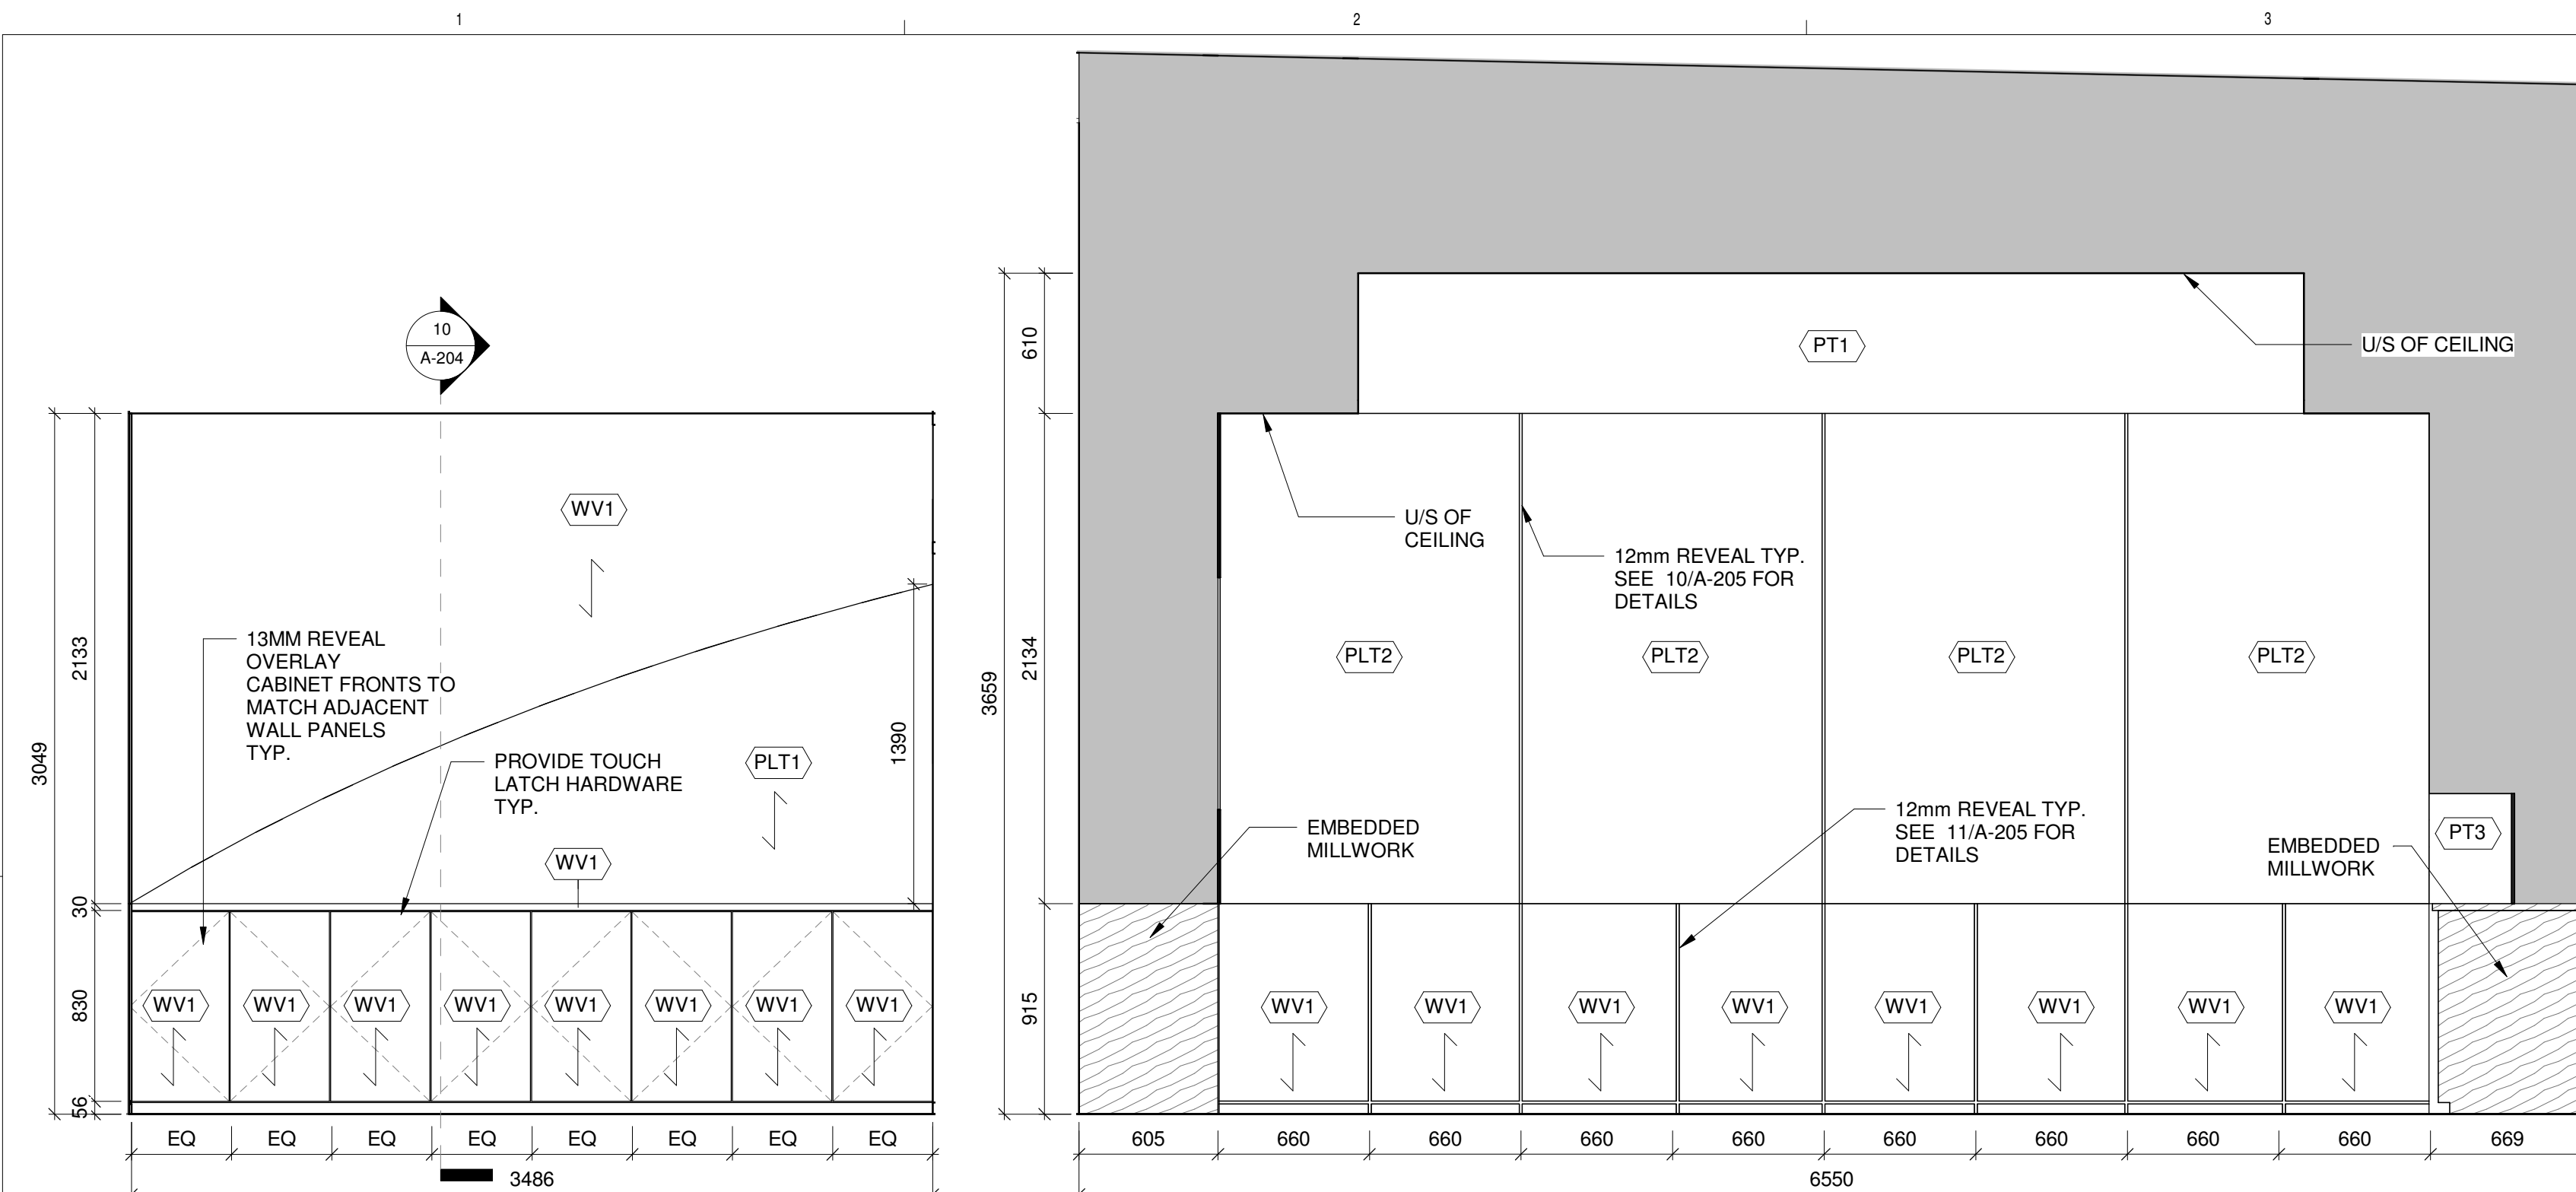 1
2
3
10
A-204
WV1
13MM REVEAL
OVERLAY
CABINET FRONTS TO
MATCH ADJACENT
WALL PANELS
TYP.
PROVIDE TOUCH
LATCH HARDWARE
TYP.
PLT1
WV1
3049
2133
30
830
56
1390
WV1
WV1
WV1
WV1
WV1
WV1
WV1
WV1
EQ
EQ
EQ
EQ
EQ
EQ
EQ
EQ
3486
3659
610
2134
915
PT1
U/S OF CEILING
U/S OF
CEILING
12mm REVEAL TYP.
SEE 10/A-205 FOR
DETAILS
PLT2
PLT2
PLT2
PLT2
EMBEDDED
MILLWORK
12mm REVEAL TYP.
SEE 11/A-205 FOR
DETAILS
PT3
EMBEDDED
MILLWORK
WV1
WV1
WV1
WV1
WV1
WV1
WV1
WV1
605
660
660
660
660
660
660
660
660
669
6550